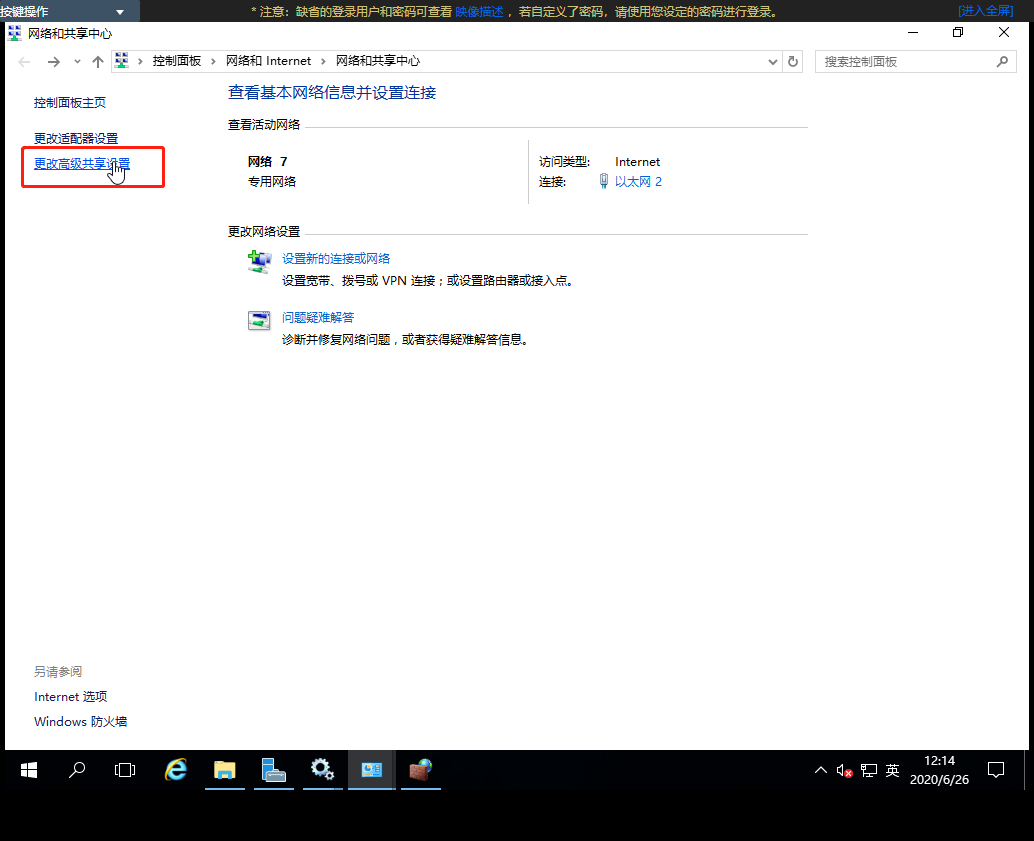 按键操作
* 注意：缺省的登录用户和密码可查看 映像描述 ，若自定义了密码，请使用您设定的密码进行登录。
[进入全屏]
网络和共享中心
控制面板 › 网络和 Internet › 网络和共享中心
搜索控制面板
控制面板主页
更改适配器设置
更改高级共享设置
查看基本网络信息并设置连接
查看活动网络
网络 7
专用网络
访问类型: Internet
连接: 以太网 2
更改网络设置
设置新的连接或网络
设置宽带、拨号或 VPN 连接；或设置路由器或接入点。
问题疑难解答
诊断并修复网络问题，或者获得疑难解答信息。
另请参阅
Internet 选项
Windows 防火墙
英
12:14
2020/6/26